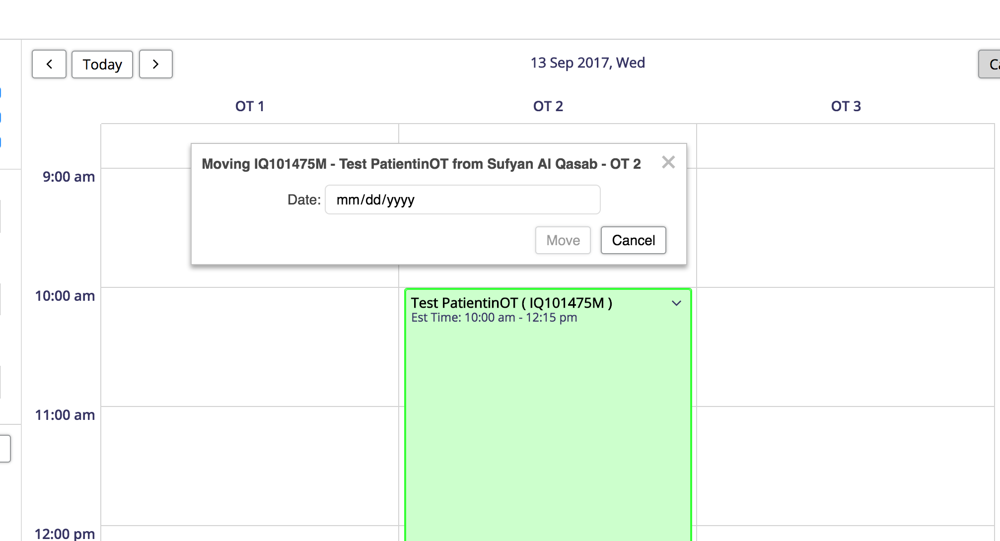 Today
13 Sep 2017, Wed
OT 1
OT 2
OT 3
Moving IQ101475M - Test PatientinOT from Sufyan Al Qasab - OT 2
Date: mm/dd/yyyy
Move
Cancel
9:00 am
10:00 am
Test PatientinOT ( IQ101475M )
Est Time: 10:00 am - 12:15 pm
11:00 am
12:00 pm